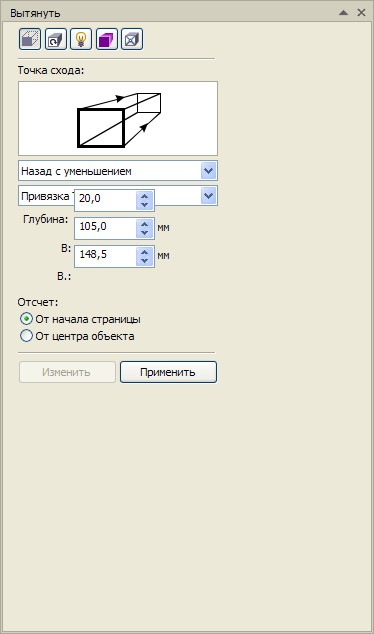 Вытянуть
Точка схода:
Назад с уменьшением
Привязка
20,0
Глубина:
105,0 мм
В:
148,5 мм
В.:
Отсчет:
От начала страницы
От центра объекта
Изменить
Применить